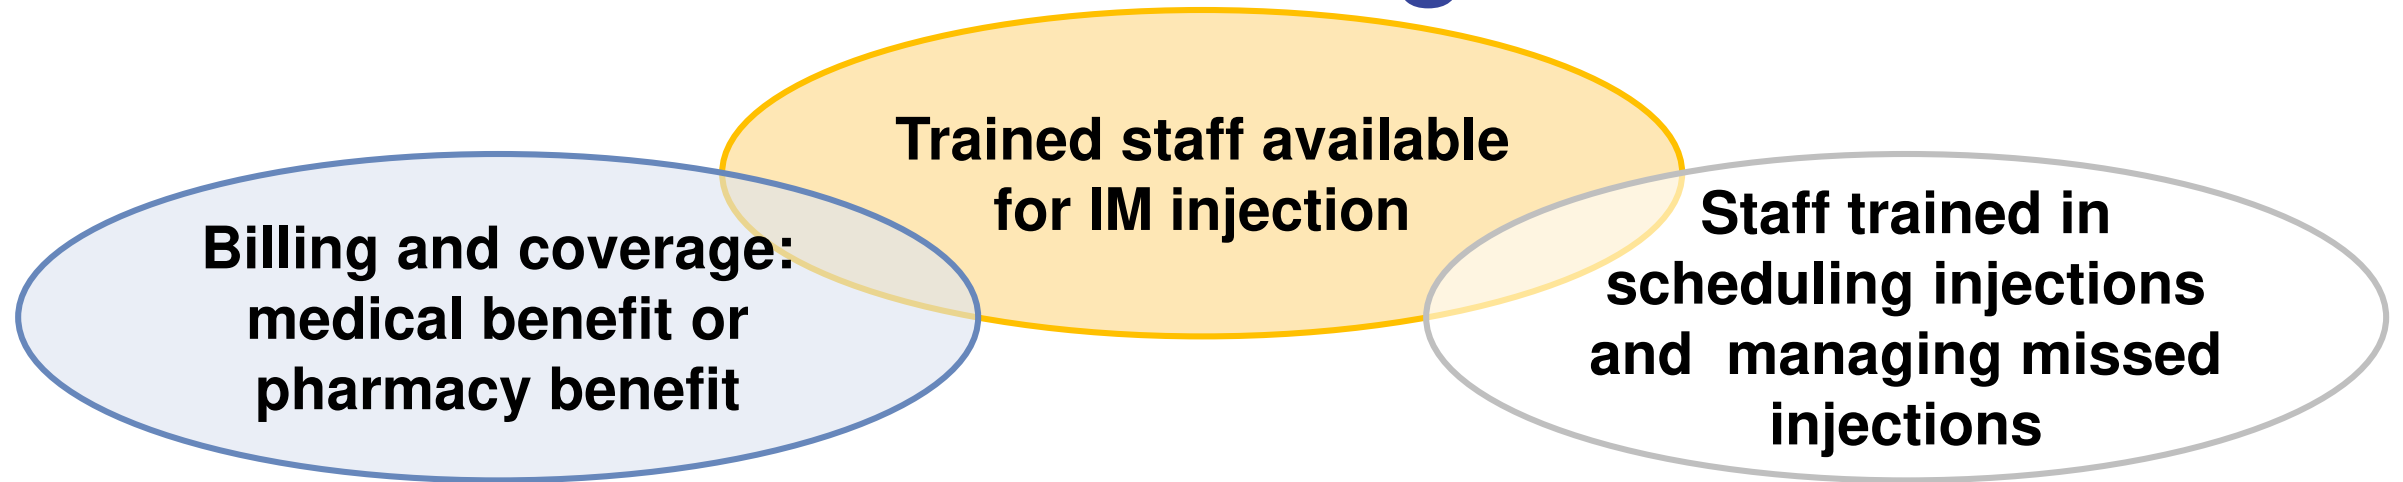 Trained staff available
for IM injection
Billing and coverage:
medical benefit or
pharmacy benefit
Staff trained in
scheduling injections
and  managing missed
injections